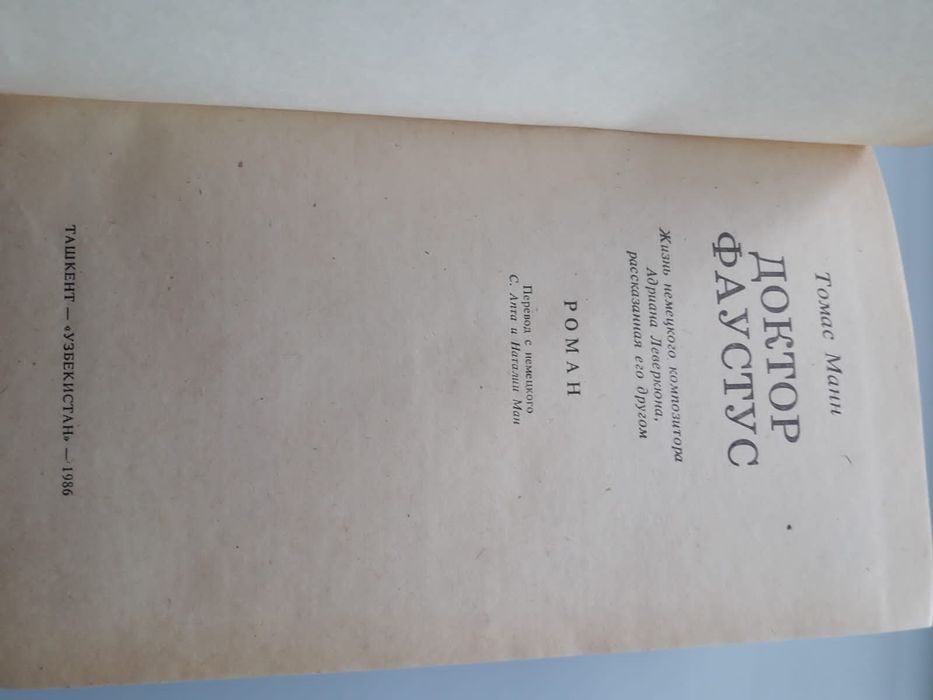 Томас Манн
ДОКТОР
ФАУСТУС
Жизнь немецкого композитора
Адриана Леверкюна,
рассказанная его другом
РОМАН
Перевод с немецкого
С. Апта и Наталии Ман
ТАШКЕНТ — «УЗБЕКИСТАН» — 1986